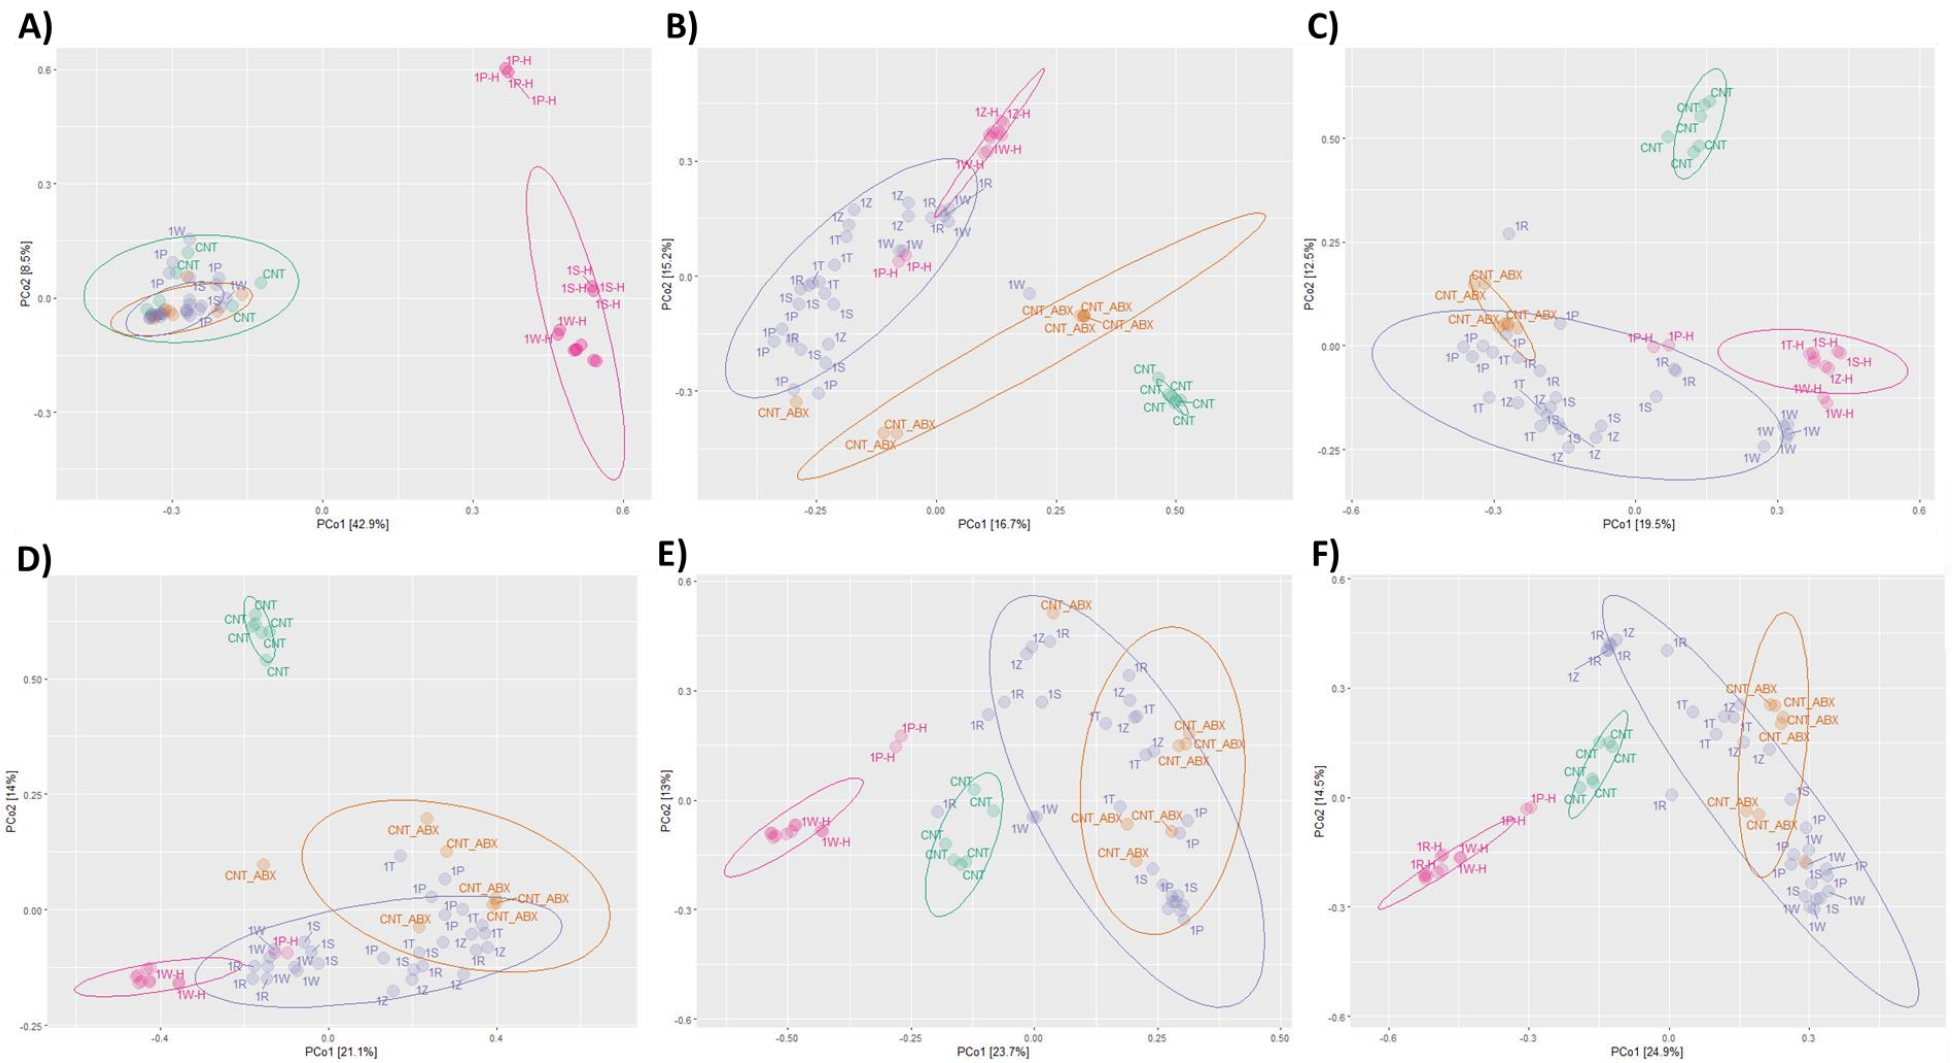 A)
0.6
0.3
0.0
-0.3
PCo2 [8.5%]
1P-H
1P-H
1P-H
1P-H
1W
CNT
1P
CNT
1P
1P
CNT
1S
1W
1S
1P
CNT
1S-H
1S-H
1S-H
1S-H
1W-H
1W-H
-0.3
0.0
0.3
0.6
PCo1 [42.9%]
B)
0.3
0.0
-0.3
PCo2 [15.2%]
1Z-H
1Z-H
1W-H
1W-H
1R
1Z
1Z
1R
1W
1Z
1Z
1R
1W
1T
1W
1W
1T
1T
1P-H
1P-H
1R
1S
1S
1P
1W
CNT_ABX
CNT_ABX
CNT_ABX
CNT_ABX
1P
1R
1Z
1S
1S
1P
1P
CNT_ABX
CNT_ABX
CNT_ABX
CNT
CNT
CNT
CNT
CNT
CNT
-0.25
0.00
0.25
0.50
PCo1 [16.7%]
C)
0.50
0.25
0.00
-0.25
PCo2 [12.5%]
CNT
CNT
CNT
CNT
CNT
CNT
1R
CNT_ABX
CNT_ABX
CNT_ABX
CNT_ABX
1P
1P
1P
1P
1T
1R
1P-H
1P-H
1R
1R
1T-H
1S-H
1S-H
1Z-H
1W-H
1W-H
1T
1R
1T
1Z
1Z
1S
1S
1S
1S
1T
1S
1Z
1Z
1Z
1W
1W
1W
1W
-0.6
-0.3
0.0
0.3
0.6
PCo1 [19.5%]
D)
0.50
0.25
0.00
-0.25
PCo2 [14%]
CNT
CNT
CNT
CNT
CNT
CNT
CNT_ABX
CNT_ABX
CNT_ABX
CNT_ABX
CNT_ABX
CNT_ABX
CNT_ABX
1T
1P
1P
1P
1P
1T
1T
1T
1Z
1Z
1P
1S
1S
1R
1R
1Z
1Z
1Z
1W
1P-H
1S
1S
1S
1W
1R
1W
1W
1R
1R
1W-H
1W-H
-0.4
0.0
0.4
PCo1 [21.1%]
E)
0.6
0.3
0.0
-0.3
-0.6
PCo2 [13%]
CNT_ABX
1Z
1R
1Z
1R
1R
1S
1R
1Z
1T
1T
1Z
1Z
1T
CNT_ABX
CNT_ABX
CNT_ABX
1P-H
1P-H
1W-H
1W-H
CNT
CNT
1R
CNT
CNT
CNT
CNT
1W
1W
1T
1P
CNT_ABX
CNT_ABX
1P
CNT_ABX
1S
1S
1P
1S
1P
-0.50
-0.25
0.00
0.25
0.50
PCo1 [23.7%]
F)
0.6
0.3
0.0
-0.3
-0.6
PCo2 [14.5%]
1R
1Z
1R
1R
1Z
1R
CNT_ABX
CNT_ABX
CNT_ABX
CNT_ABX
1T
1Z
1T
1T
1T
1Z
1Z
CNT
CNT
CNT
CNT
CNT
CNT
1R
1S
CNT_ABX
CNT_ABX
1P
1P-H
1P-H
1R-H
1W-H
1R-H
1W-H
1P
1W
1W
1P
1P
1S
1S
1W
1W
1S
1W
-0.6
-0.3
0.0
0.3
PCo1 [24.9%]